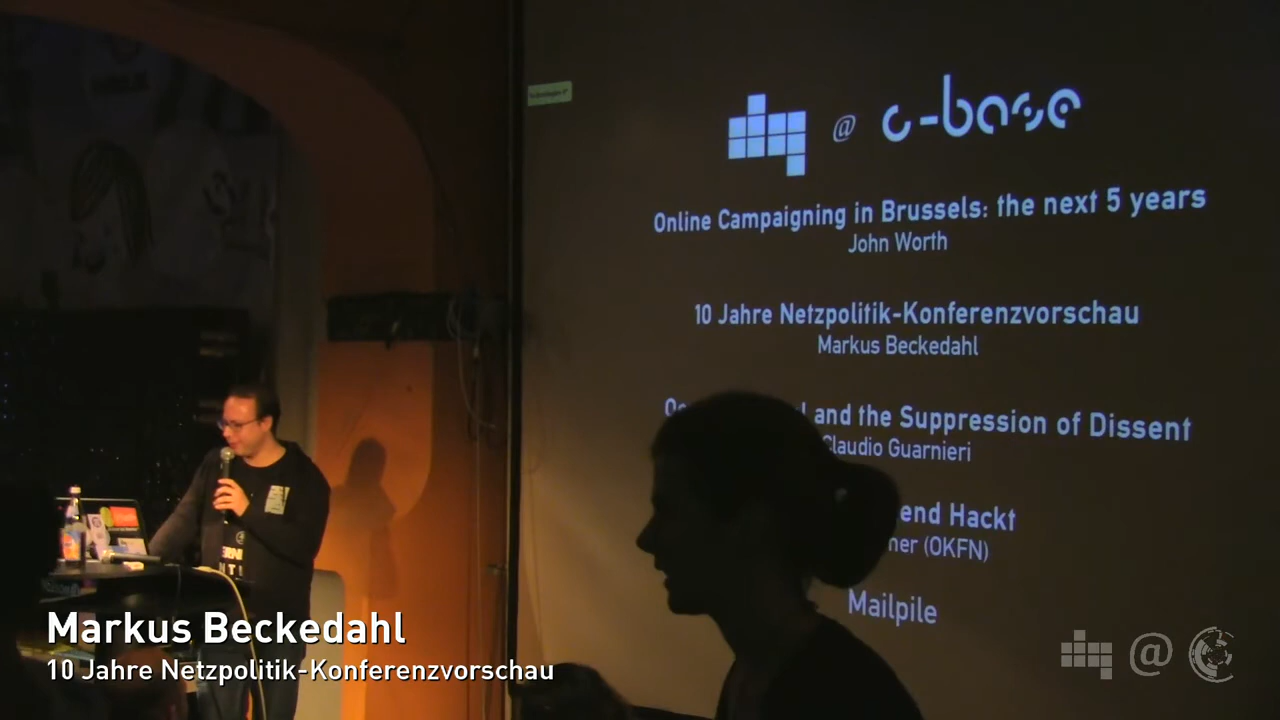 @ c-base
Online Campaigning in Brussels: the next 5 years
John Worth
10 Jahre Netzpolitik-Konferenzvorschau
Markus Beckedahl
and the Suppression of Dissent
Claudio Guarnieri
Hackt
(OKFN)
Mailpile
Markus Beckedahl
10 Jahre Netzpolitik-Konferenzvorschau
@